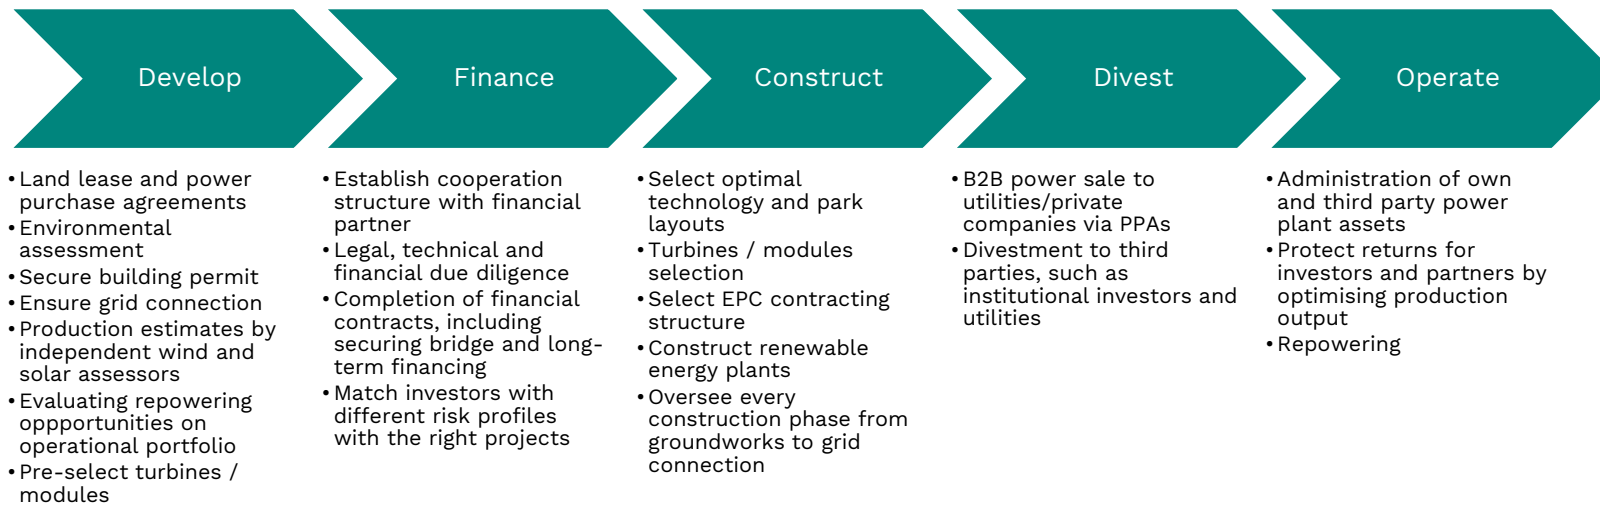 Develop
Finance
Construct
Divest
Operate
•Land lease and power
purchase agreements
•Environmental
assessment
•Secure building permit
•Ensure grid connection
•Production estimates by
independent wind and
solar assessors
•Evaluating repowering
oppportunities on
operational portfolio
•Pre-select turbines /
modules
•Establish cooperation
structure with financial
partner
•Legal, technical and
financial due diligence
•Completion of financial
contracts, including
securing bridge and long-
term financing
•Match investors with
different risk profiles
with the right projects
•Select optimal
technology and park
layouts
•Turbines / modules
selection
•Select EPC contracting
structure
•Construct renewable
energy plants
•Oversee every
construction phase from
groundworks to grid
connection
•B2B power sale to
utilities/private
companies via PPAs
•Divestment to third
parties, such as
institutional investors and
utilities
•Administration of own
and third party power
plant assets
•Protect returns for
investors and partners by
optimising production
output
•Repowering